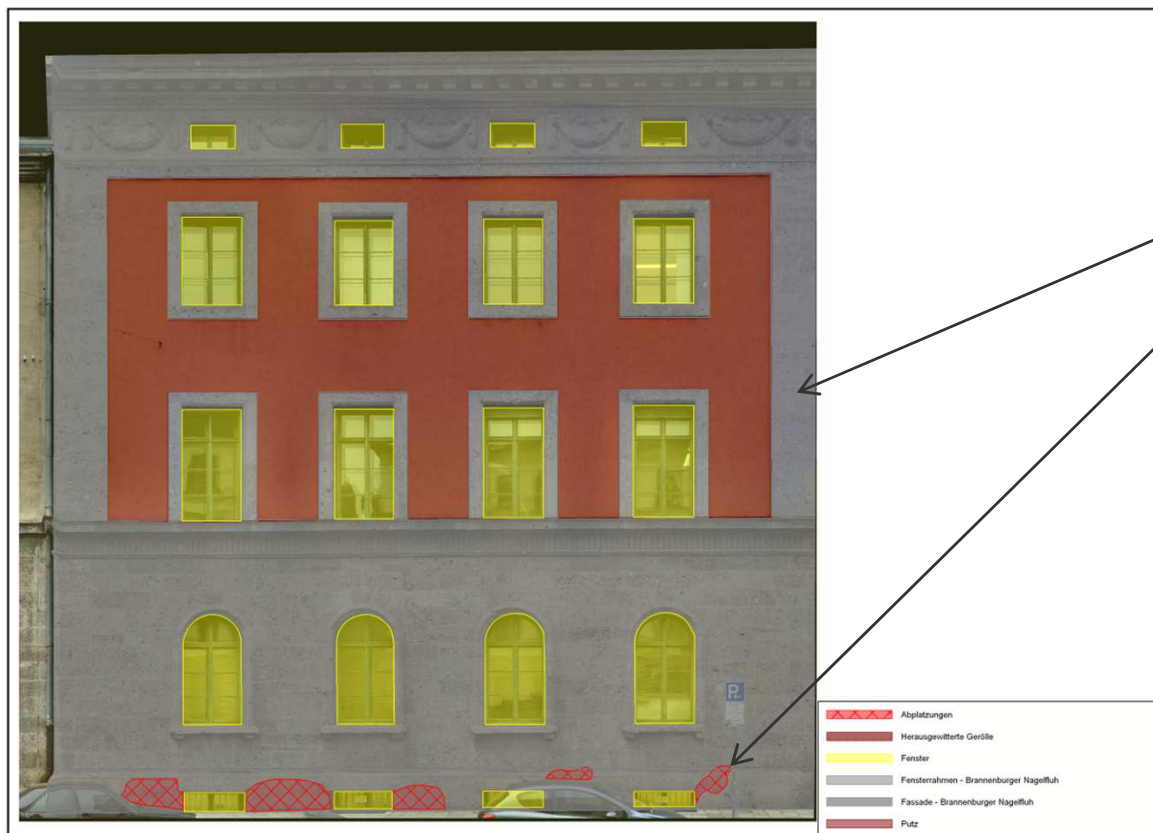 P
Abplatzungen
Herausgewitterte Gerölle
Fenster
Fensterrahmen - Brannenburger Nagelfluh
Fassade - Brannenburger Nagelfluh
Putz